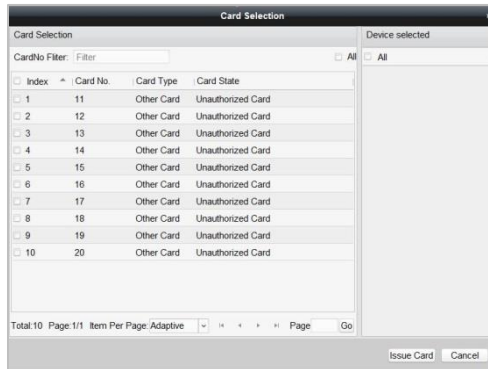 Card Selection
Card Selection
Device selected
CardNo Fliter: Filter All
All
Index Card No. Card Type Card State
1 11 Other Card Unauthorized Card
2 12 Other Card Unauthorized Card
3 13 Other Card Unauthorized Card
4 14 Other Card Unauthorized Card
5 15 Other Card Unauthorized Card
6 16 Other Card Unauthorized Card
7 17 Other Card Unauthorized Card
8 18 Other Card Unauthorized Card
9 19 Other Card Unauthorized Card
10 20 Other Card Unauthorized Card
Total:10 Page:1/1 Item Per Page: Adaptive Page Go
Issue Card Cancel